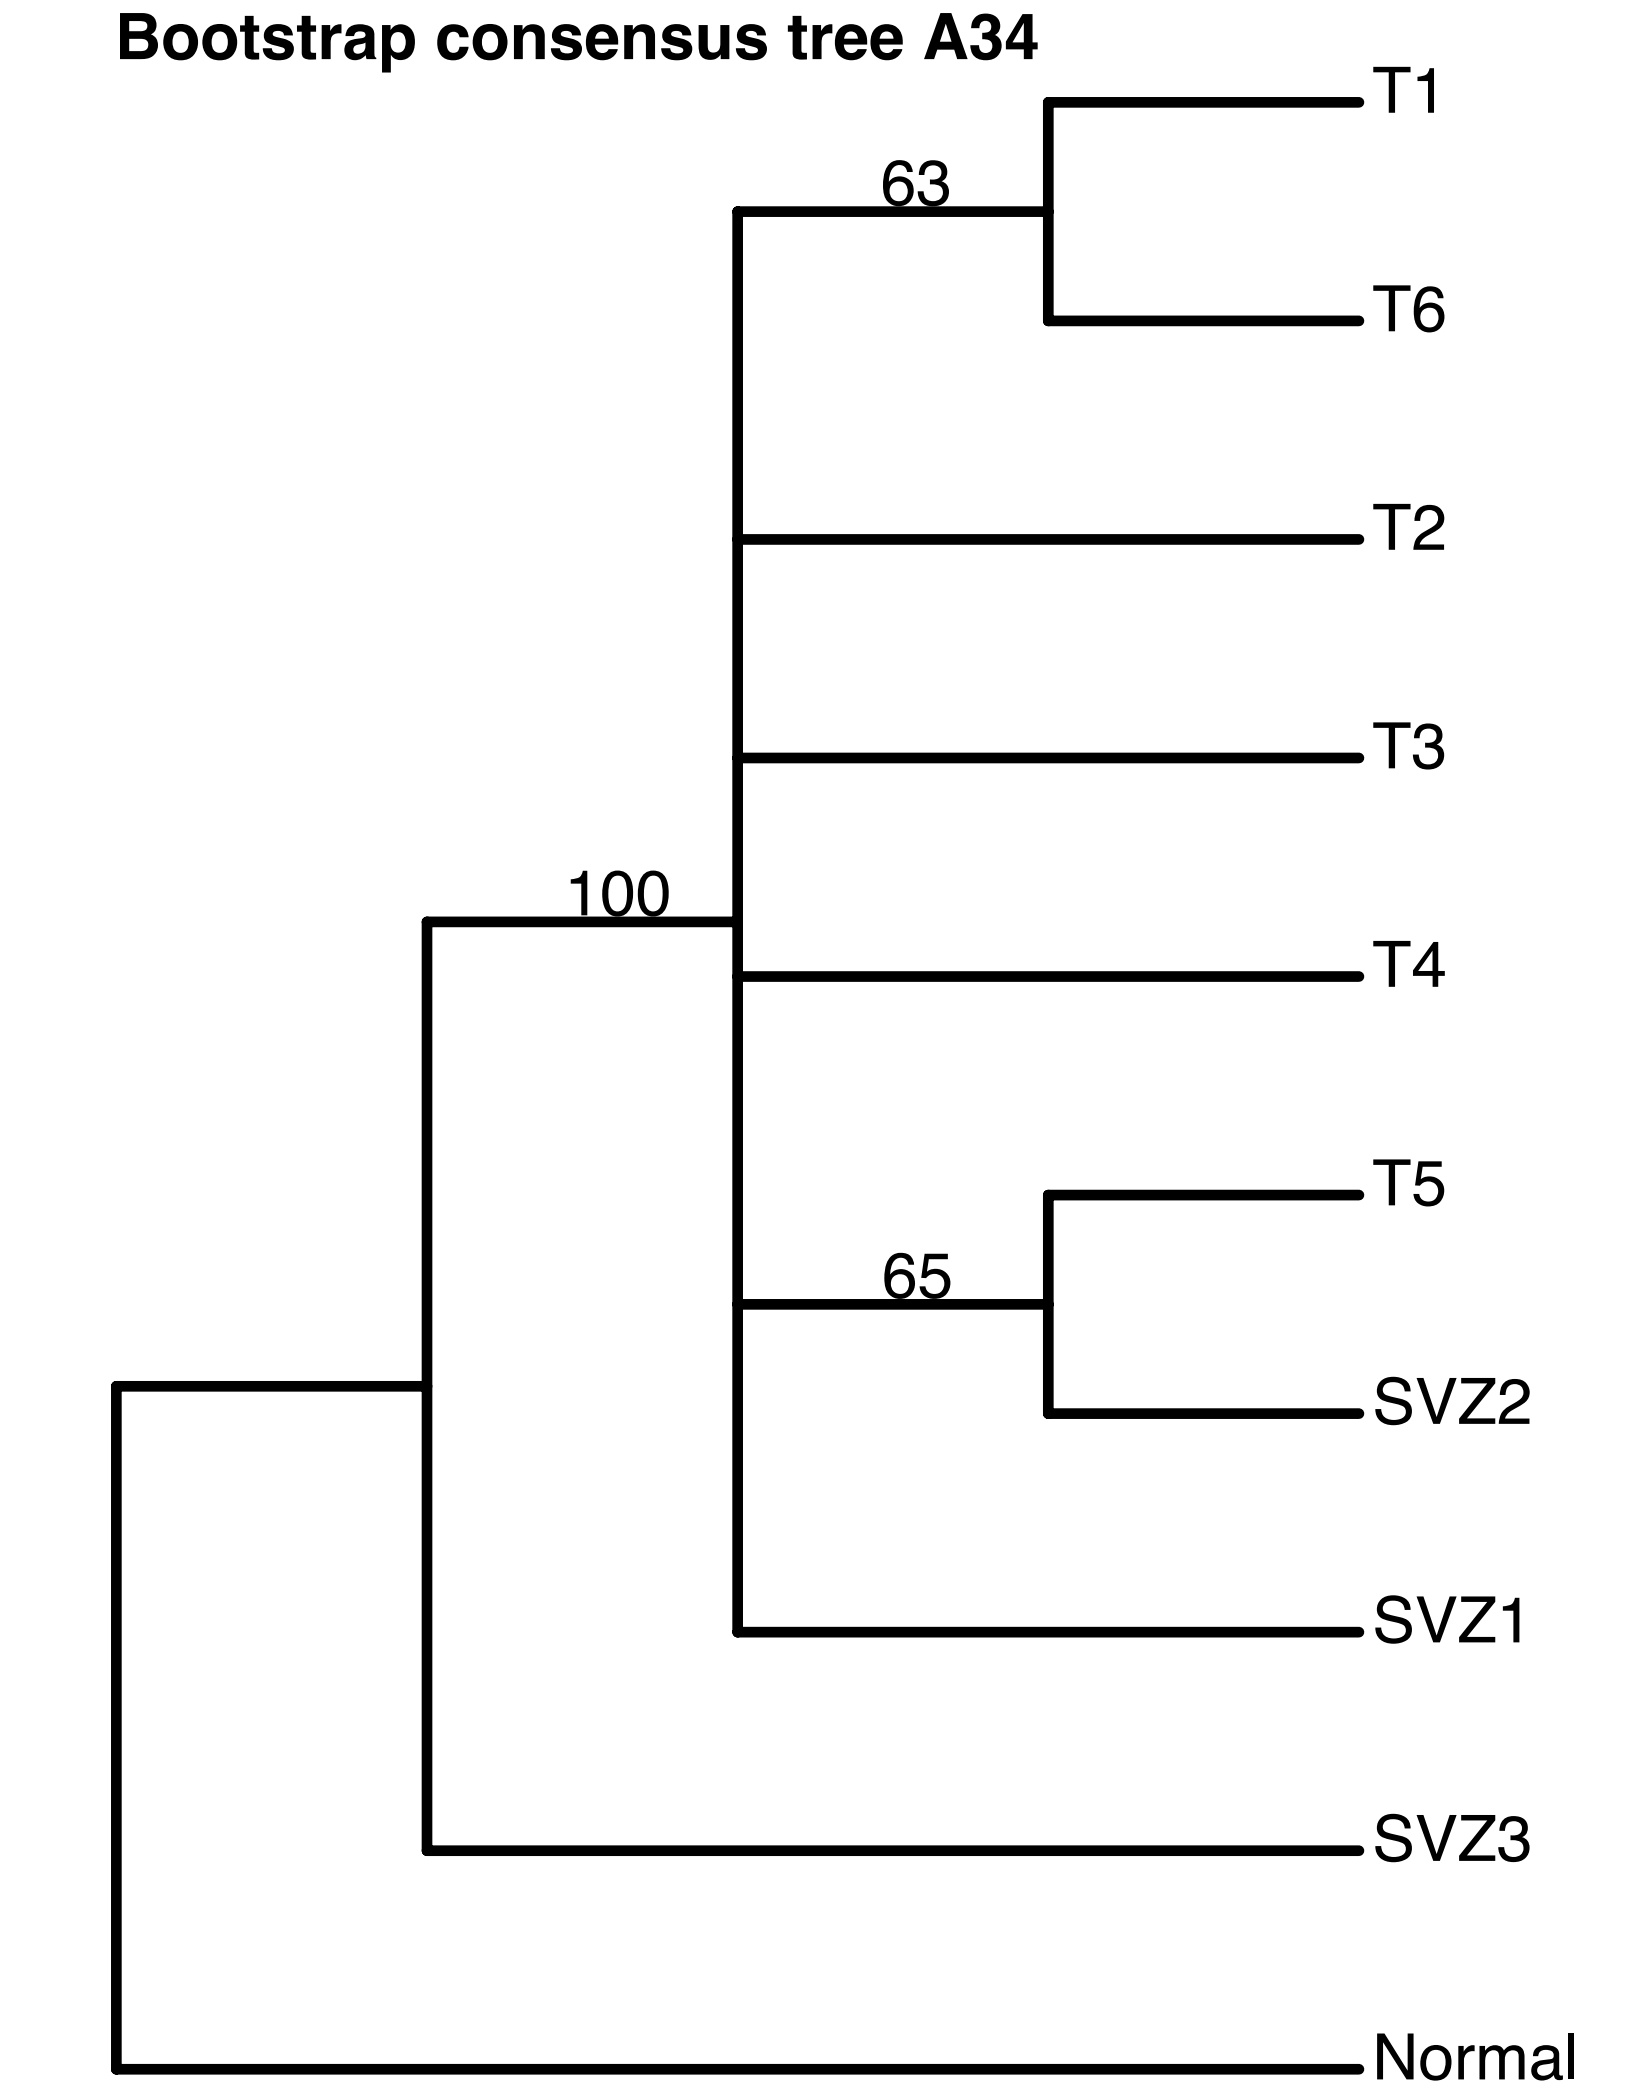 Bootstrap consensus tree A34
T1
63
T6
T2
T3
100
T4
T5
65
SVZ2
SVZ1
SVZ3
Normal